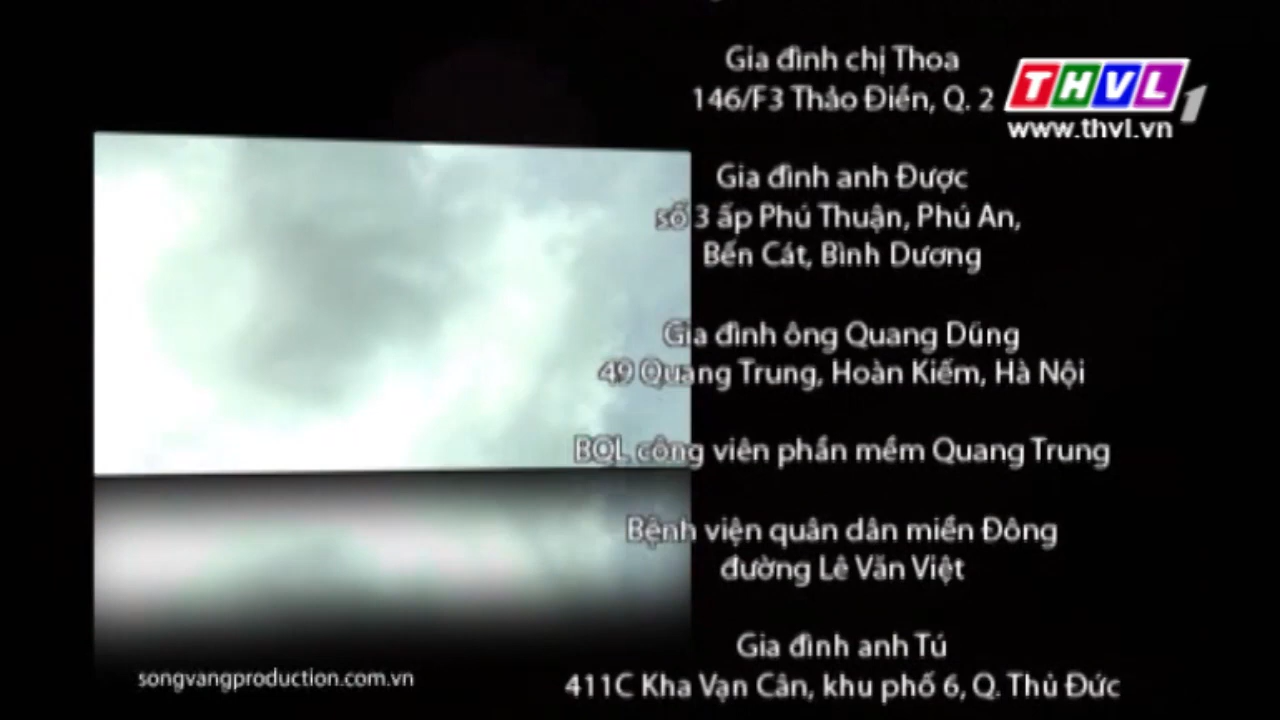 Gia đình chị Thoa
146/F3 Thảo Điền, Q. 2
THVL1
www.thvl.vn
Gia đình anh Được
số 3 ấp Phú Thuận, Phú An,
Bến Cát, Bình Dương
Gia đình ông Quang Dũng
49 Quang Trung, Hoàn Kiếm, Hà Nội
BQL công viên phần mềm Quang Trung
Bệnh viện quân dân miền Đông
đường Lê Văn Việt
Gia đình anh Tú
411C Kha Vạn Cân, khu phố 6, Q. Thủ Đức
songvangproduction.com.vn